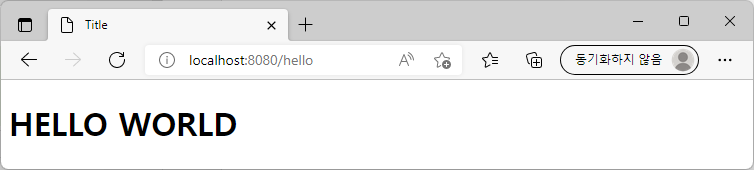 Title
localhost:8080/hello
동기화하지 않음
HELLO WORLD